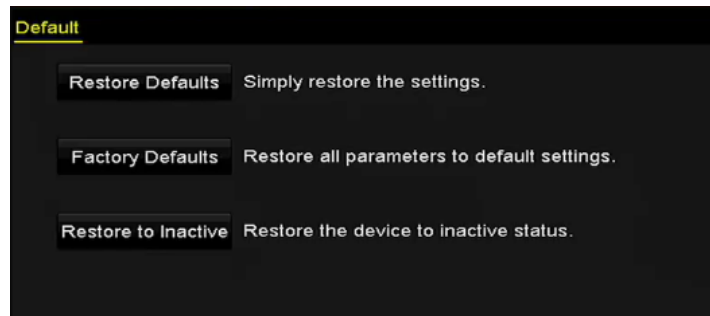 Default
Restore Defaults Simply restore the settings.
Factory Defaults Restore all parameters to default settings.
Restore to Inactive Restore the device to inactive status.